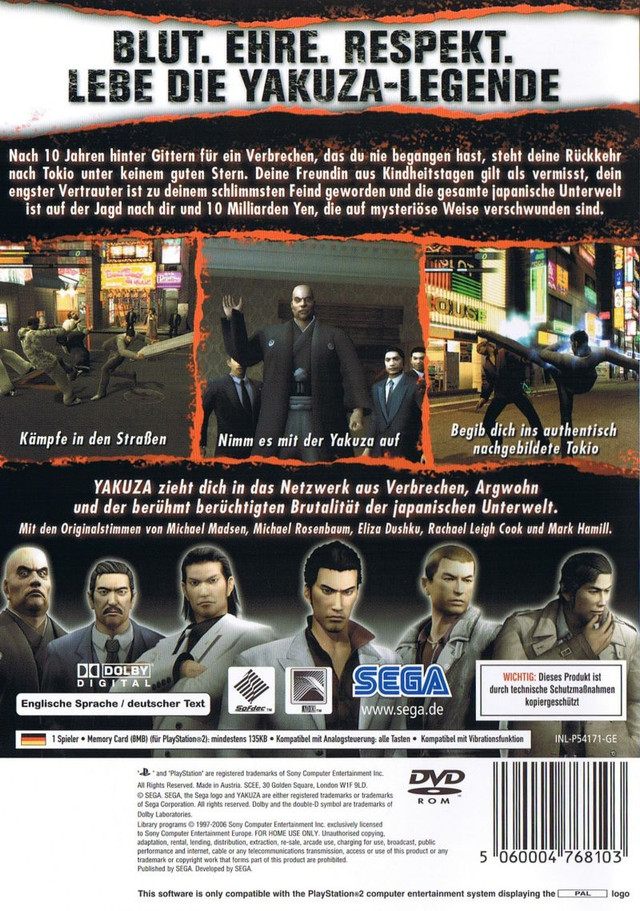 BLUT. EHRE. RESPEKT.
LEBE DIE YAKUZA-LEGENDE
Nach 10 Jahren hinter Gittern für ein Verbrechen, das du nie begangen hast, steht deine Rückkehr
nach Tokio unter keinem guten Stern. Deine Freundin aus Kindheitstagen gilt als vermisst, dein
engster Vertrauter ist zu deinem schlimmsten Feind geworden und die gesamte japanische Unterwelt
ist auf der Jagd nach dir und 10 Milliarden Yen, die auf mysteriöse Weise verschwunden sind.
Kämpfe in den Straßen
Nimm es mit der Yakuza auf
Begib dich ins authentisch
nachgebildete Tokio
YAKUZA zieht dich in das Netzwerk aus Verbrechen, Argwohn
und der berühmt berüchtigten Brutalität der japanischen Unterwelt.
Mit den Originalstimmen von Michael Madsen, Michael Rosenbaum, Eliza Dushku, Rachael Leigh Cook und Mark Hamill.
DOLBY
DIGITAL
Englische Sprache / deutscher Text
SofdecTM
ADXTM
SEGA
www.sega.de
WICHTIG: Dieses Produkt ist
durch technische Schutzmaßnahmen
kopiergeschützt
1 Spieler • Memory Card (8MB) (für PlayStation®2): mindestens 135KB • Kompatibel mit Analogsteuerung: alle Tasten • Kompatibel mit Vibrationsfunktion
INL-P54171-GE
" " and "PlayStation" are registered trademarks of Sony Computer Entertainment Inc.
All Rights Reserved. Made in Austria. SCEE, 30 Golden Square, London W1F 9LD.
© SEGA. SEGA, the Sega logo and YAKUZA are either registered trademarks or trademarks
of Sega Corporation. All rights reserved. Dolby and the double-D symbol are trademarks of
Dolby Laboratories.
Library programs © 1997-2006 Sony Computer Entertainment Inc. exclusively licensed
to Sony Computer Entertainment Europe. FOR HOME USE ONLY. Unauthorised copying,
adaptation, rental, lending, distribution, extraction, re-sale, arcade use, charging for use, broadcast, public
performance and internet, cable or any telecommunications transmission, access or use of this product or any
trademark or copyright work that forms part of this product are prohibited.
Published by SEGA. Developed by SEGA.
DVD
ROM
5 060004 768103
This software is only compatible with the PlayStation®2 computer entertainment system displaying the PAL logo